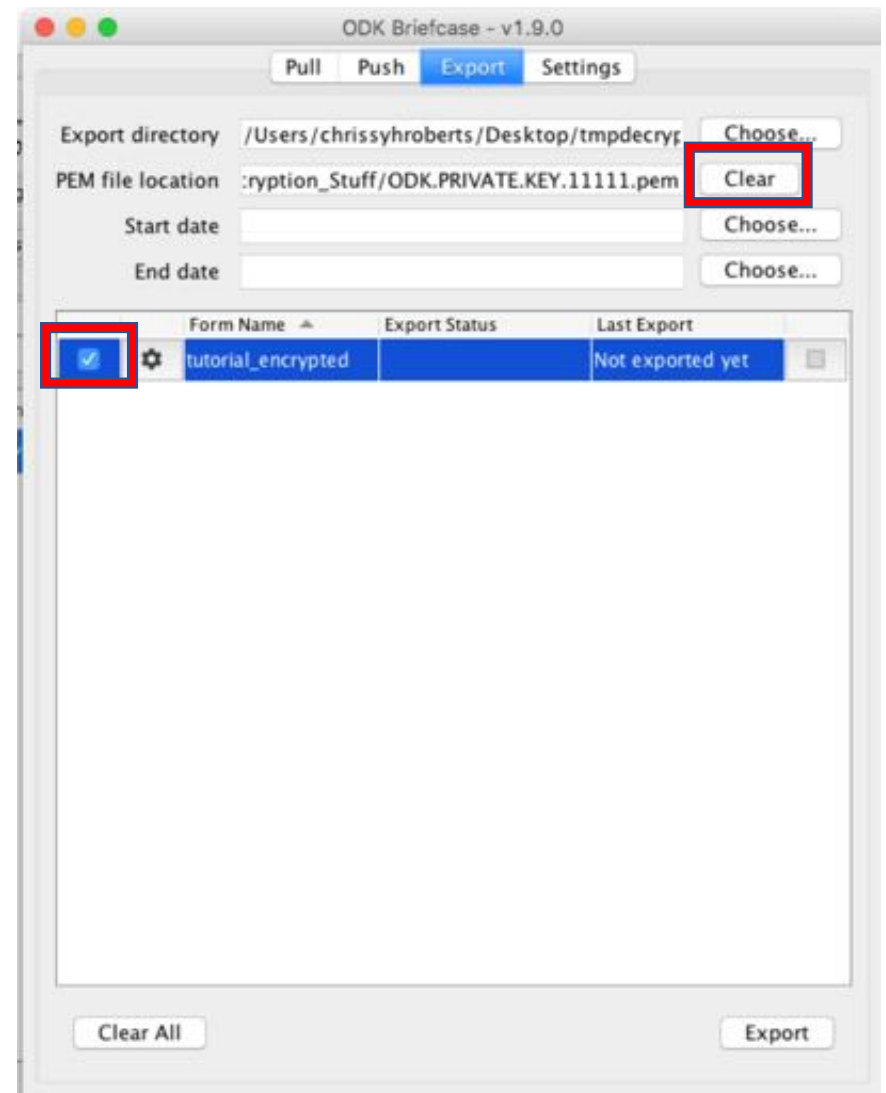 ODK Briefcase - v1.9.0
Pull Push Export Settings
Export directory /Users/chrissyhroberts/Desktop/tmpdecryp Choose...
PEM file location :ryption_Stuff/ODK.PRIVATE.KEY.11111.pem Clear
Start date Choose...
End date Choose...
Form Name Export Status Last Export
tutorial_encrypted Not exported yet
Clear All Export